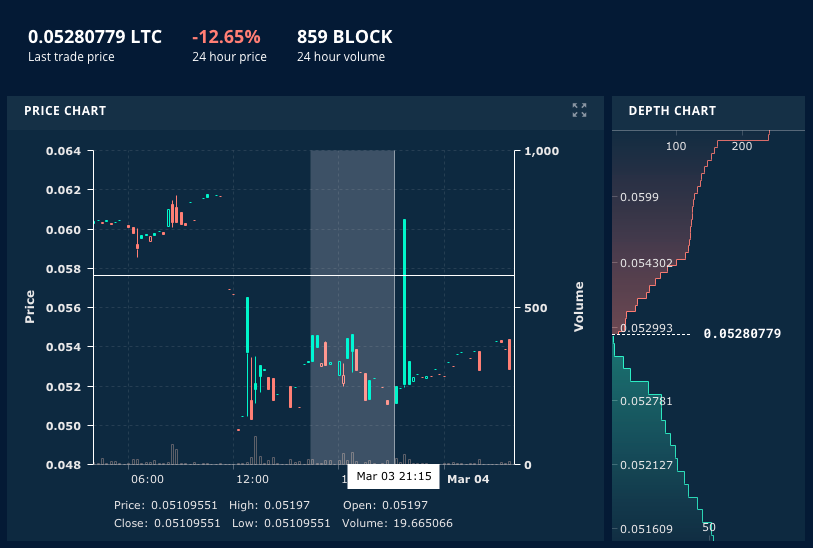 0.05280779 LTC -12.65% 859 BLOCK
Last trade price 24 hour price 24 hour volume
PRICE CHART
DEPTH CHART
0.064
0.062
0.060
0.058
0.056
0.054
0.052
0.050
0.048
Price
1,000
500
0
Volume
06:00 12:00 Mar 04
Mar 03 21:15
Price: 0.05109551 High: 0.05197 Open: 0.05197
Close: 0.05109551 Low: 0.05109551 Volume: 19.665066
100 200
0.0599
0.054302
0.052993
0.05280779
0.052781
0.052127
0.051609
50